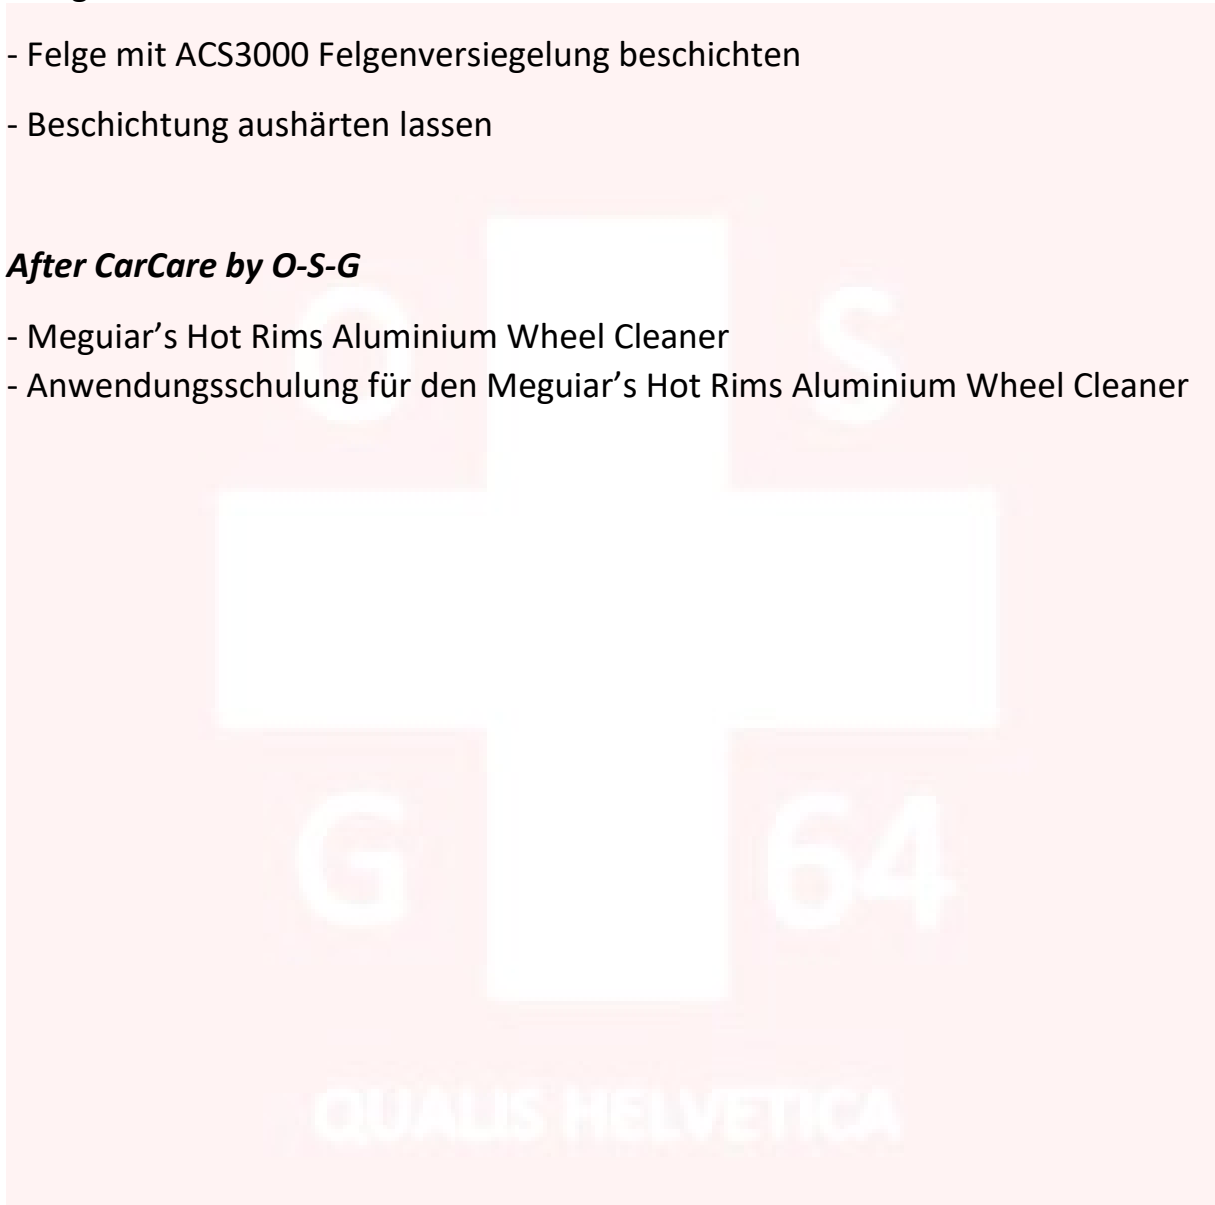 - Felge mit ACS3000 Felgenversiegelung beschichten
- Beschichtung aushärten lassen
After CarCare by O-S-G
- Meguiar’s Hot Rims Aluminium Wheel Cleaner
- Anwendungsschulung für den Meguiar’s Hot Rims Aluminium Wheel Cleaner
O S
G 64
QUALIS HELVETICA